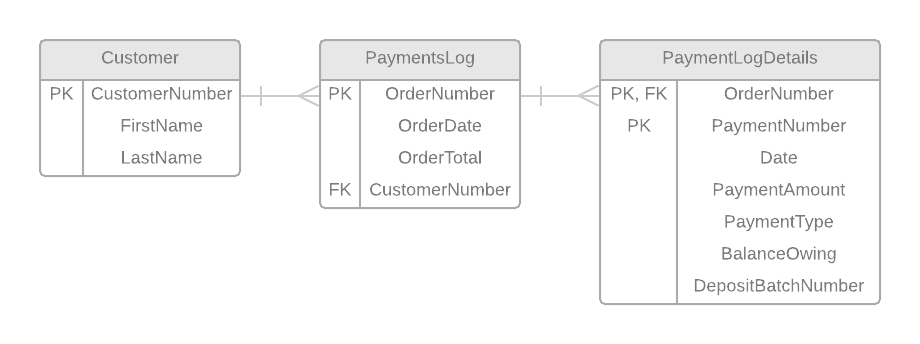 Customer
PK CustomerNumber
FirstName
LastName
PaymentsLog
PK OrderNumber
OrderDate
OrderTotal
FK CustomerNumber
PaymentLogDetails
PK, FK OrderNumber
PK PaymentNumber
Date
PaymentAmount
PaymentType
BalanceOwing
DepositBatchNumber